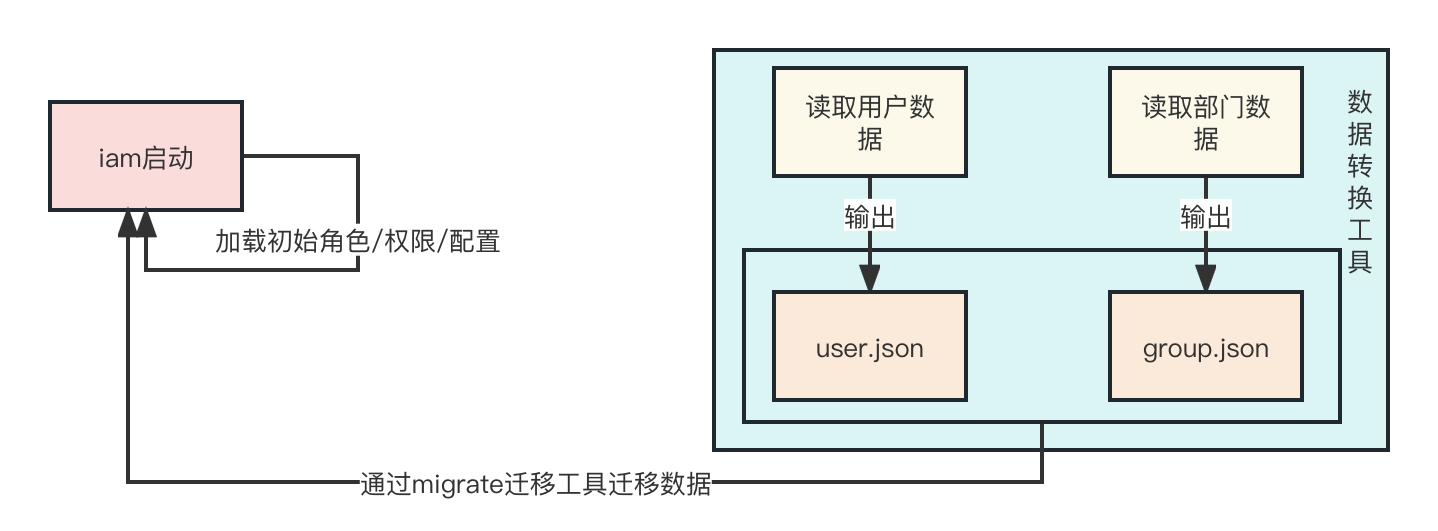 iam启动
加载初始角色/权限/配置
读取用户数
据
读取部门数
据
数据转换工具
输出
输出
user.json
group.json
通过migrate迁移工具迁移数据